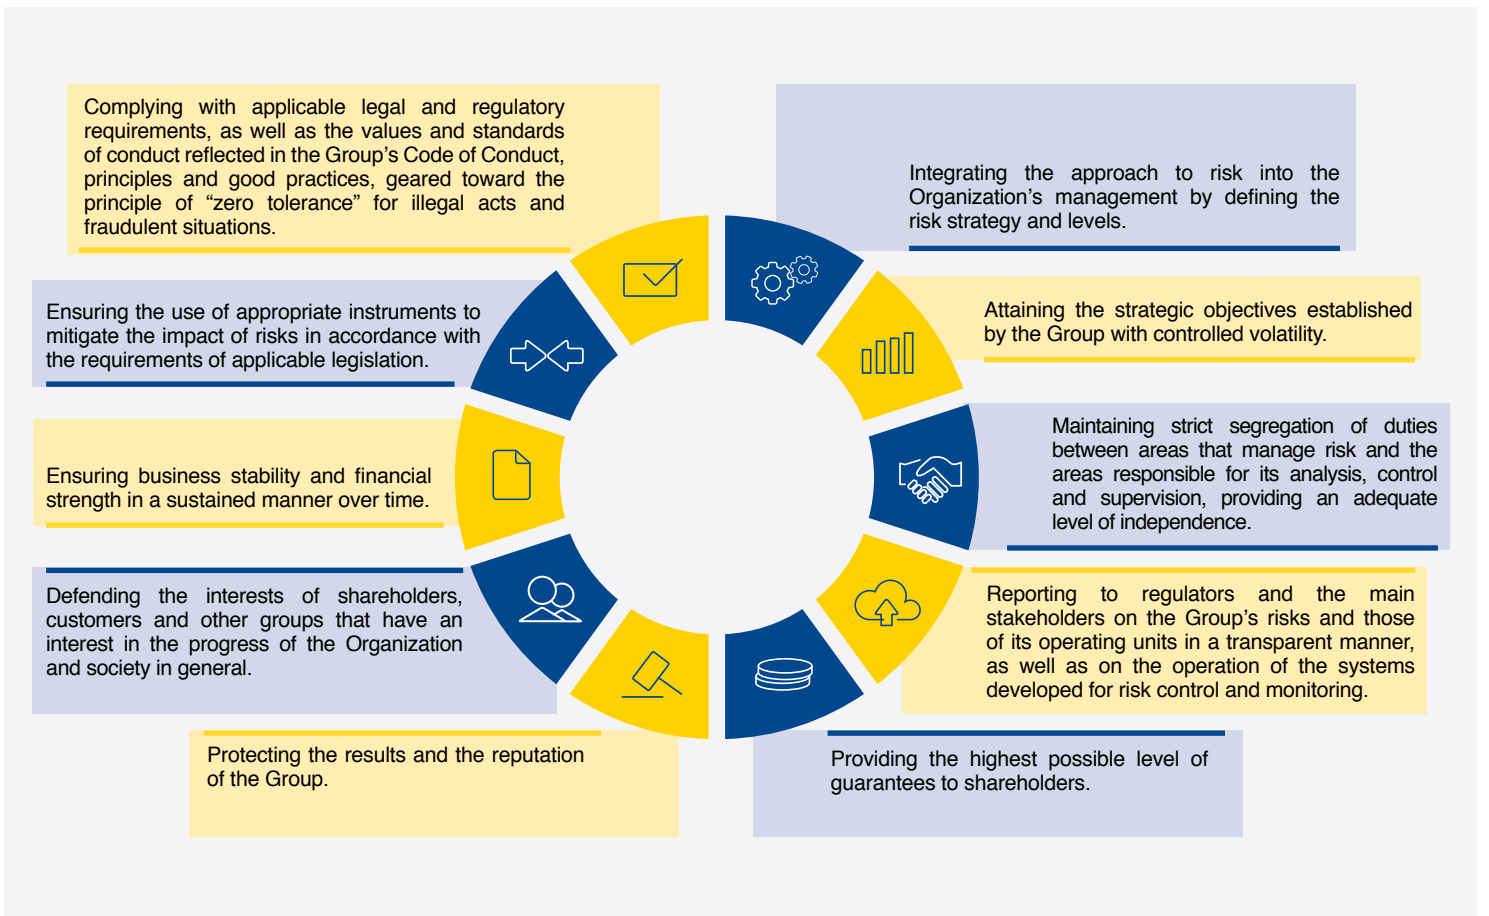 Complying with applicable legal and regulatory
requirements, as well as the values and standards
of conduct reflected in the Group's Code of Conduct,
principles and good practices, geared toward the
principle of “zero tolerance” for illegal acts and
fraudulent situations.
Integrating the approach to risk into the
Organization's management by defining the
risk strategy and levels.
Ensuring the use of appropriate instruments to
mitigate the impact of risks in accordance with
the requirements of applicable legislation.
Attaining the strategic objectives established
by the Group with controlled volatility.
Ensuring business stability and financial
strength in a sustained manner over time.
Maintaining strict segregation of duties
between areas that manage risk and the
areas responsible for its analysis, control
and supervision, providing an adequate
level of independence.
Defending the interests of shareholders,
customers and other groups that have an
interest in the progress of the Organization
and society in general.
Reporting to regulators and the main
stakeholders on the Group's risks and those
of its operating units in a transparent manner,
as well as on the operation of the systems
developed for risk control and monitoring.
Protecting the results and the reputation
of the Group.
Providing the highest possible level of
guarantees to shareholders.